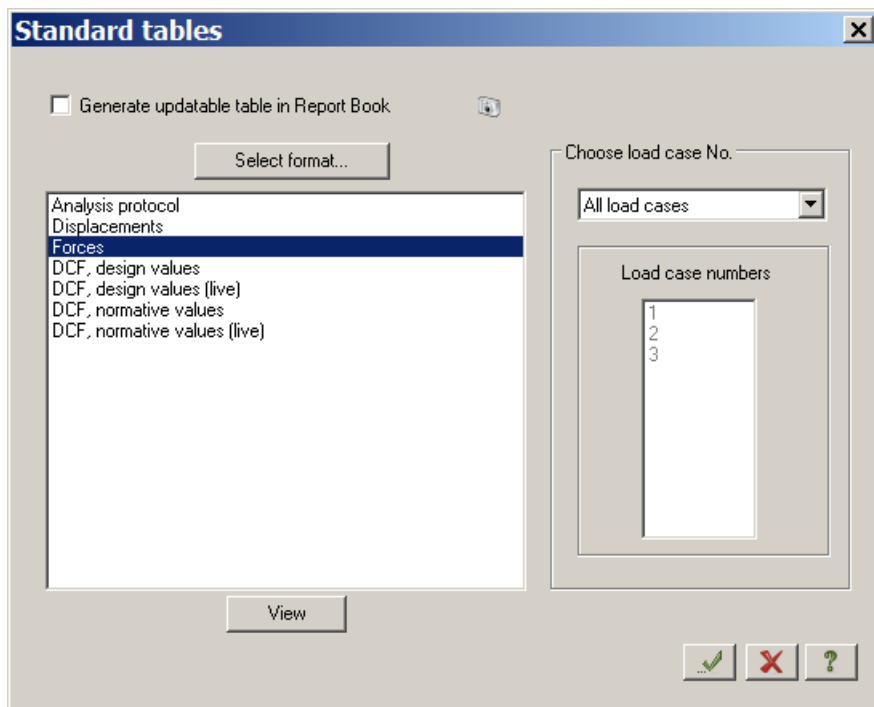 Standard tables
Generate updatable table in Report Book
Select format...
Analysis protocol
Displacements
Forces
DCF, design values
DCF, design values (live)
DCF, normative values
DCF, normative values (live)
View
Choose load case No.
All load cases
Load case numbers
1
2
3
?